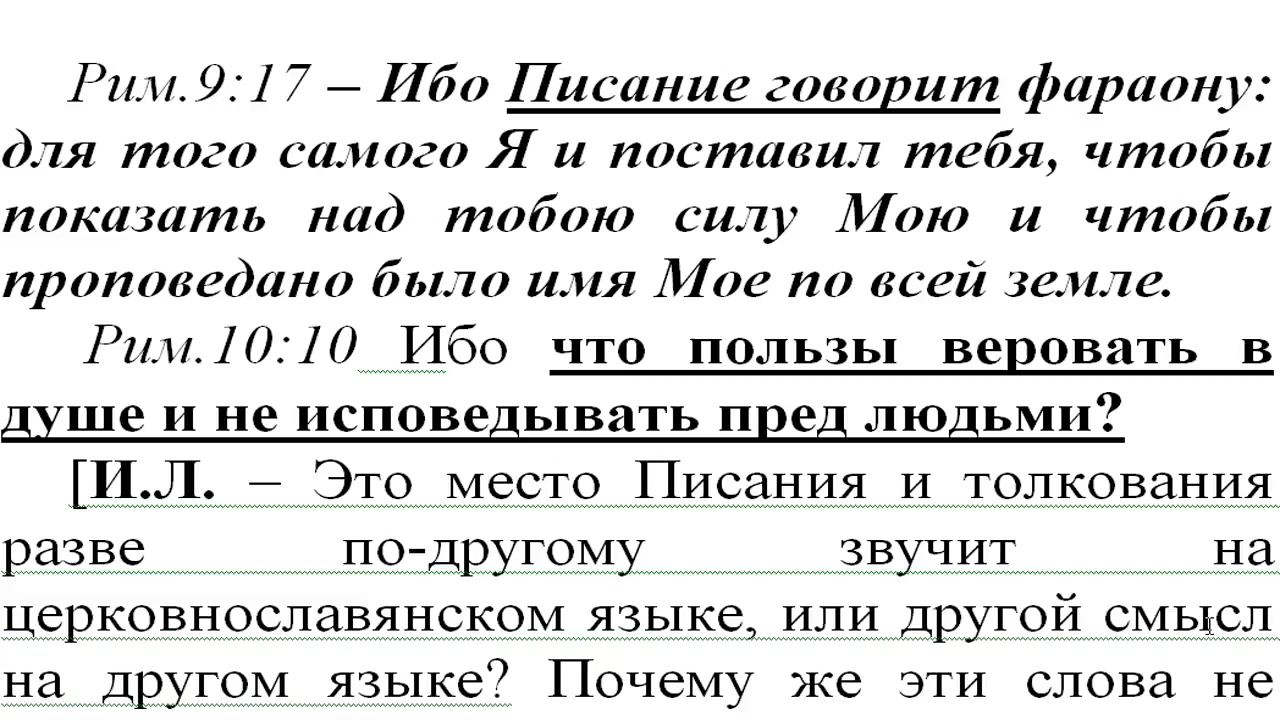 Рим.9:17 – Ибо Писание говорит фараону:
для того самого Я и поставил тебя, чтобы
показать над тобою силу Мою и чтобы
проповедано было имя Мое по всей земле.
Рим.10:10 Ибо что пользы веровать в
душе и не исповедывать пред людьми?
[И.Л. – Это место Писания и толкования
разве по-другому звучит на
церковнославянском языке, или другой смысл
на другом языке? Почему же эти слова не